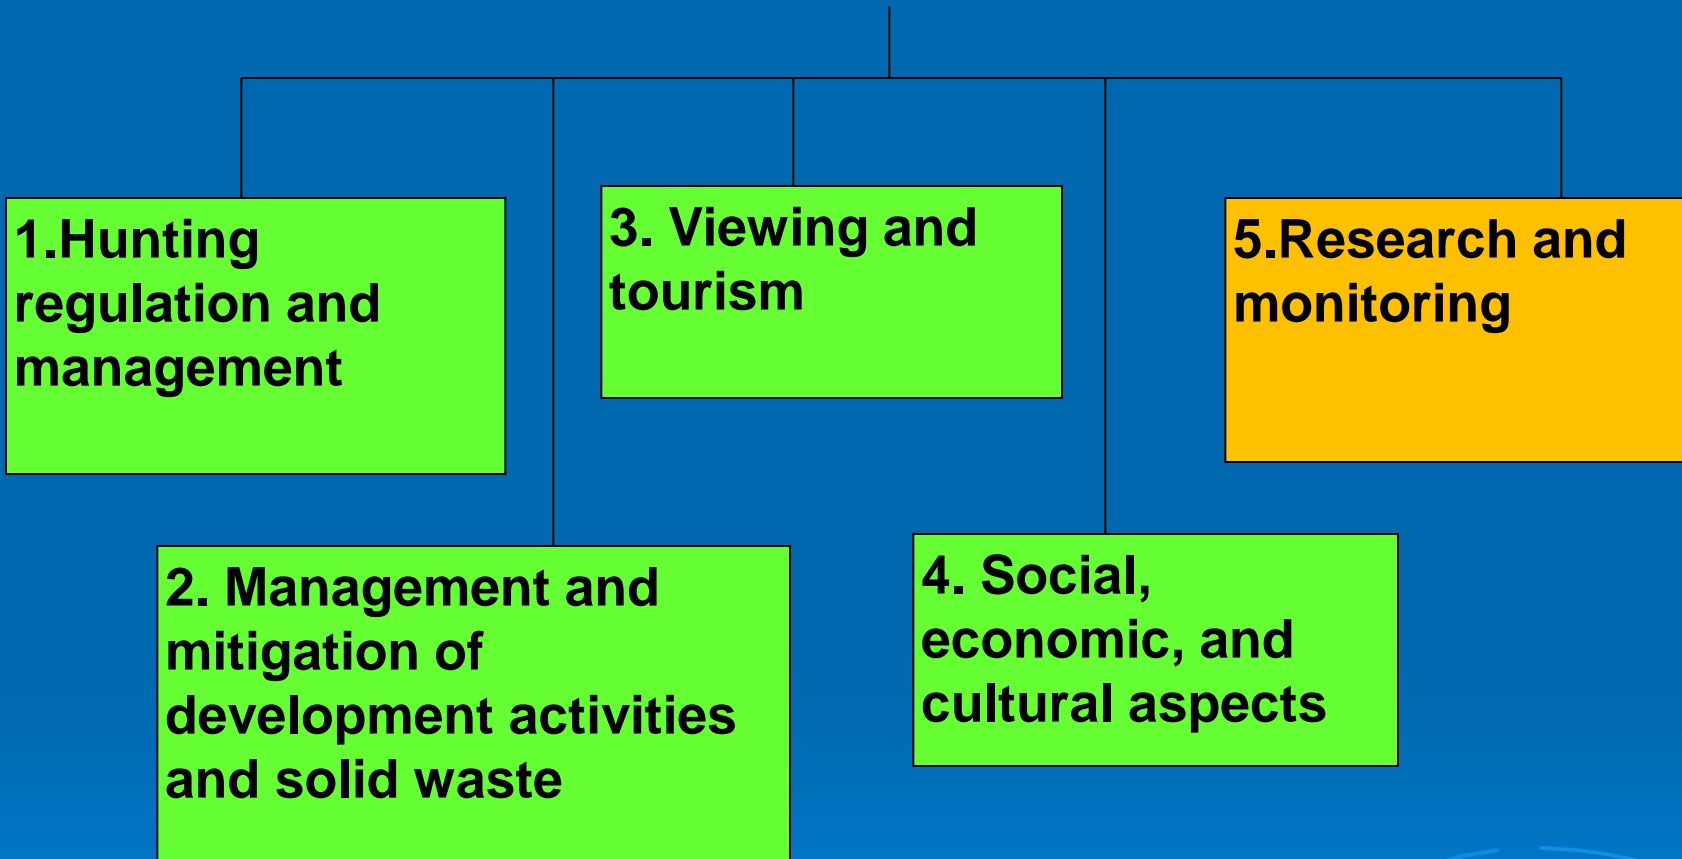 1.Hunting
regulation and
management
2. Management and
mitigation of
development activities
and solid waste
3. Viewing and
tourism
4. Social,
economic, and
cultural aspects
5.Research and
monitoring